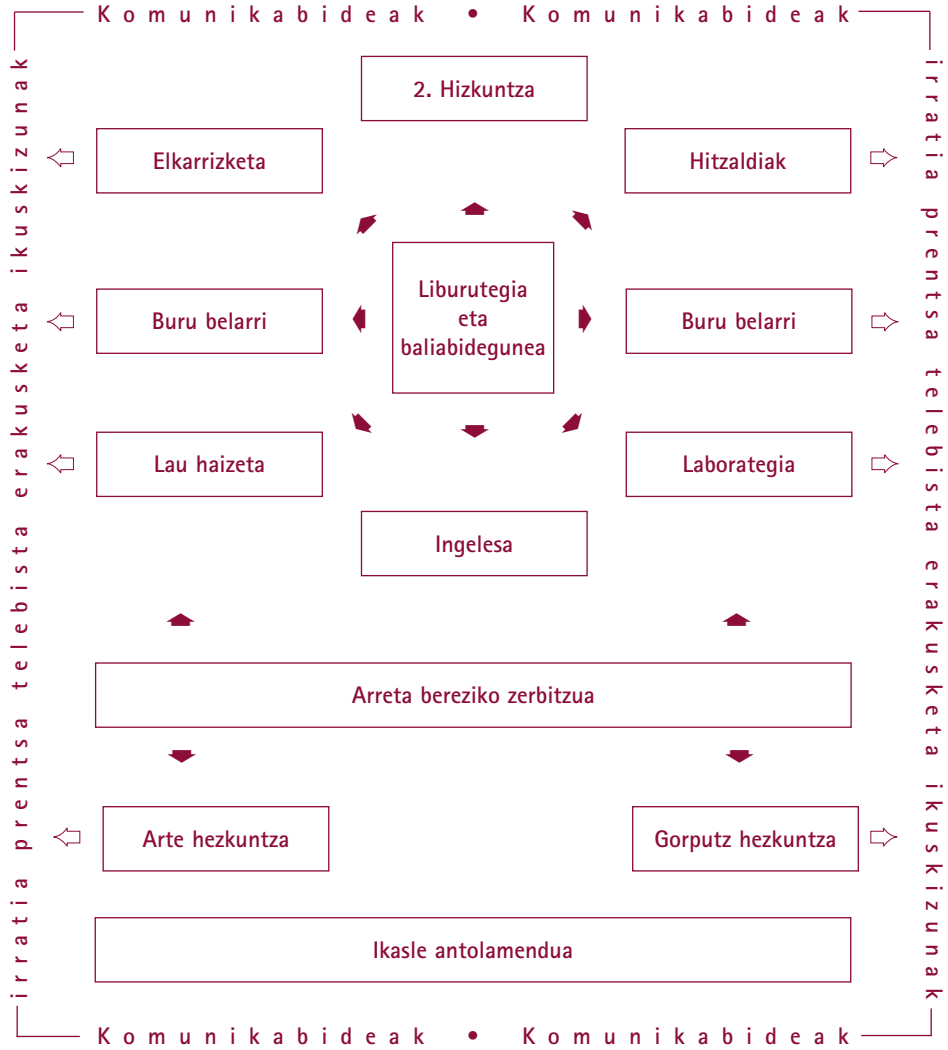 Komunikabideak • Komunikabideak
2. Hizkuntza
Elkarrizketa
Hitzaldiak
Liburutegia
eta
baliabidegunea
Buru belarri
Buru belarri
Lau haizeta
Laborategia
Ingelesa
Arreta bereziko zerbitzua
Arte hezkuntza
Gorputz hezkuntza
Ikasle antolamendua
Komunikabideak • Komunikabideak
irratia prentsa telebista erakusketa ikuskizunak
irratia prentsa telebista erakusketa ikuskizunak